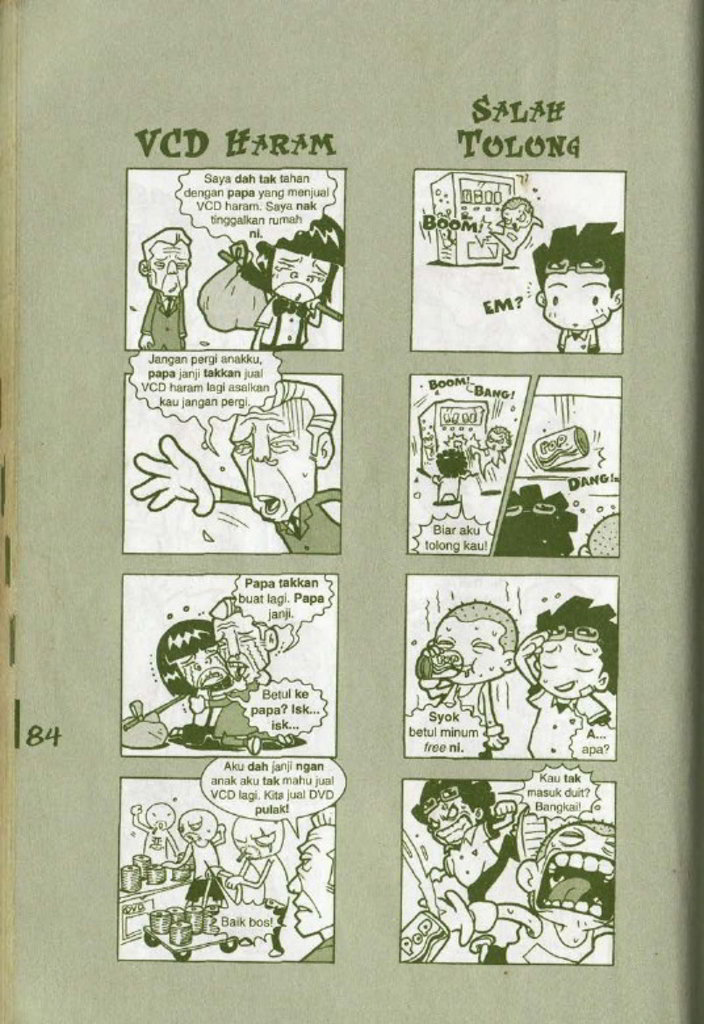 VCD HARAM
Saya dah tak tahan
dengan papa yang menjual
VCD haram. Saya nak
tinggalkan rumah
ni.
Jangan pergi anakku,
papa janji takkan jual
VCD haram lagi asalkan
kau jangan pergi.
Papa takkan
buat lagi. Papa
janji.
Betul ke
papa? Isk...
isk...
Aku dah janji ngan
anak aku tak mahu jual
VCD lagi. Kita jual DVD
pulak!
DVD
Baik bos!
SALAH
TOLONG
??
BOOM!
EM?
BOOM!
BANG!
Biar aku
tolong kau!
POP
DANG!
POP
Syok
betul minum
free ni.
A...
apa?
Kau tak
masuk duit?
Bangkai!
POP
84